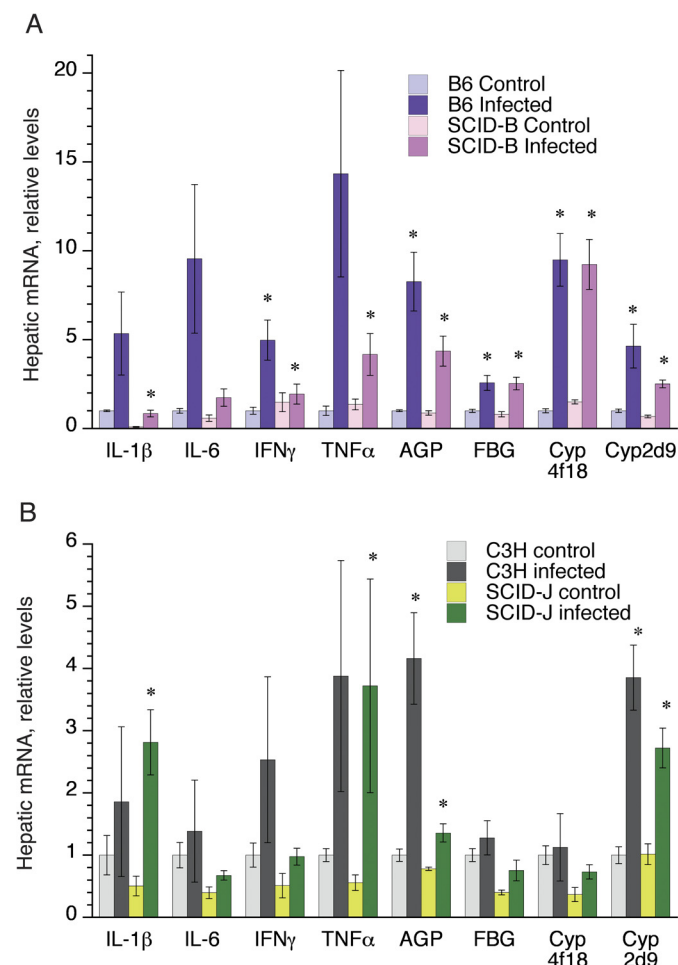 A
Hepatic mRNA, relative levels
20
15
10
5
0
B6 Control
B6 Infected
SCID-B Control
SCID-B Infected
* * * * * * * * * * *
IL-1β IL-6 IFNγ TNFα AGP FBG Cyp 4f18 Cyp2d9
B
Hepatic mRNA, relative levels
6
5
4
3
2
1
0
C3H control
C3H infected
SCID-J control
SCID-J infected
* * * * * *
IL-1β IL-6 IFNγ TNFα AGP FBG Cyp 4f18 Cyp 2d9